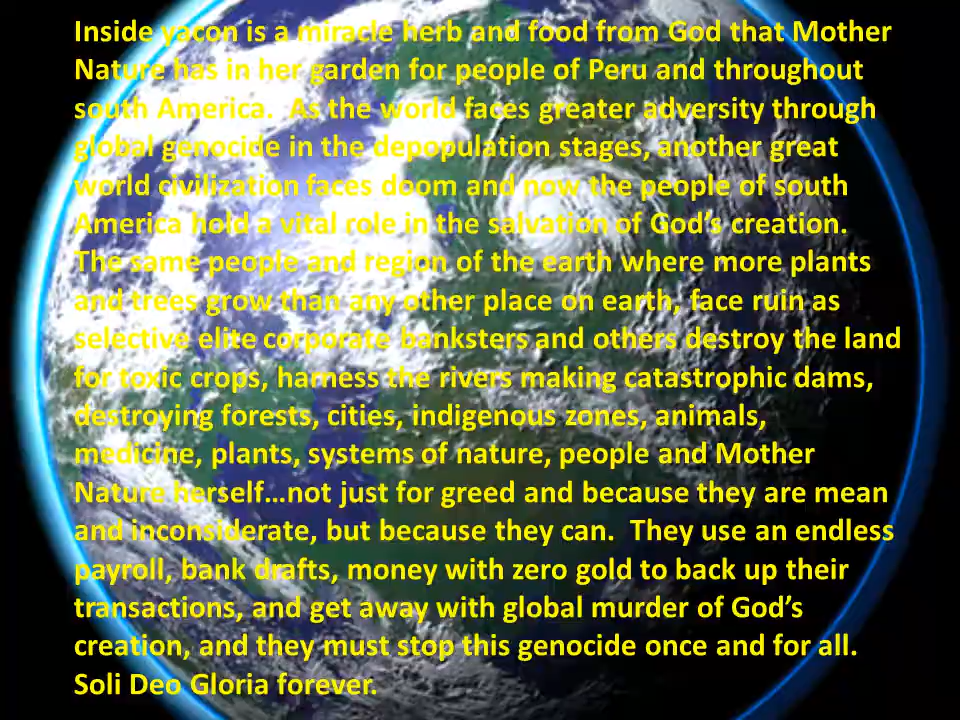 Inside yacon is a miracle herb and food from God that Mother
Nature has in her garden for people of Peru and throughout
south America.  As the world faces greater adversity through
global genocide in the depopulation stages, another great
world civilization faces doom and now the people of south
America hold a vital role in the salvation of God’s creation.
The same people and region of the earth where more plants
and trees grow than any other place on earth, face ruin as
selective elite corporate banksters and others destroy the land
for toxic crops, harness the rivers making catastrophic dams,
destroying forests, cities, indigenous zones, animals,
medicine, plants, systems of nature, people and Mother
Nature herself…not just for greed and because they are mean
and inconsiderate, but because they can.  They use an endless
payroll, bank drafts, money with zero gold to back up their
transactions, and get away with global murder of God’s
creation, and they must stop this genocide once and for all.
Soli Deo Gloria forever.